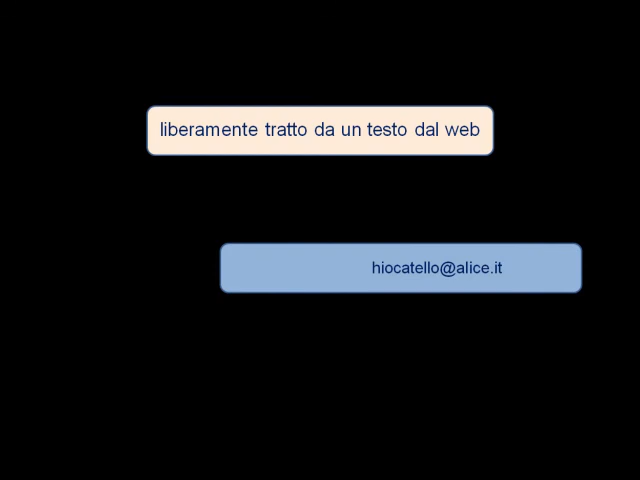 liberamente tratto da un testo dal web
hiocatello@alice.it